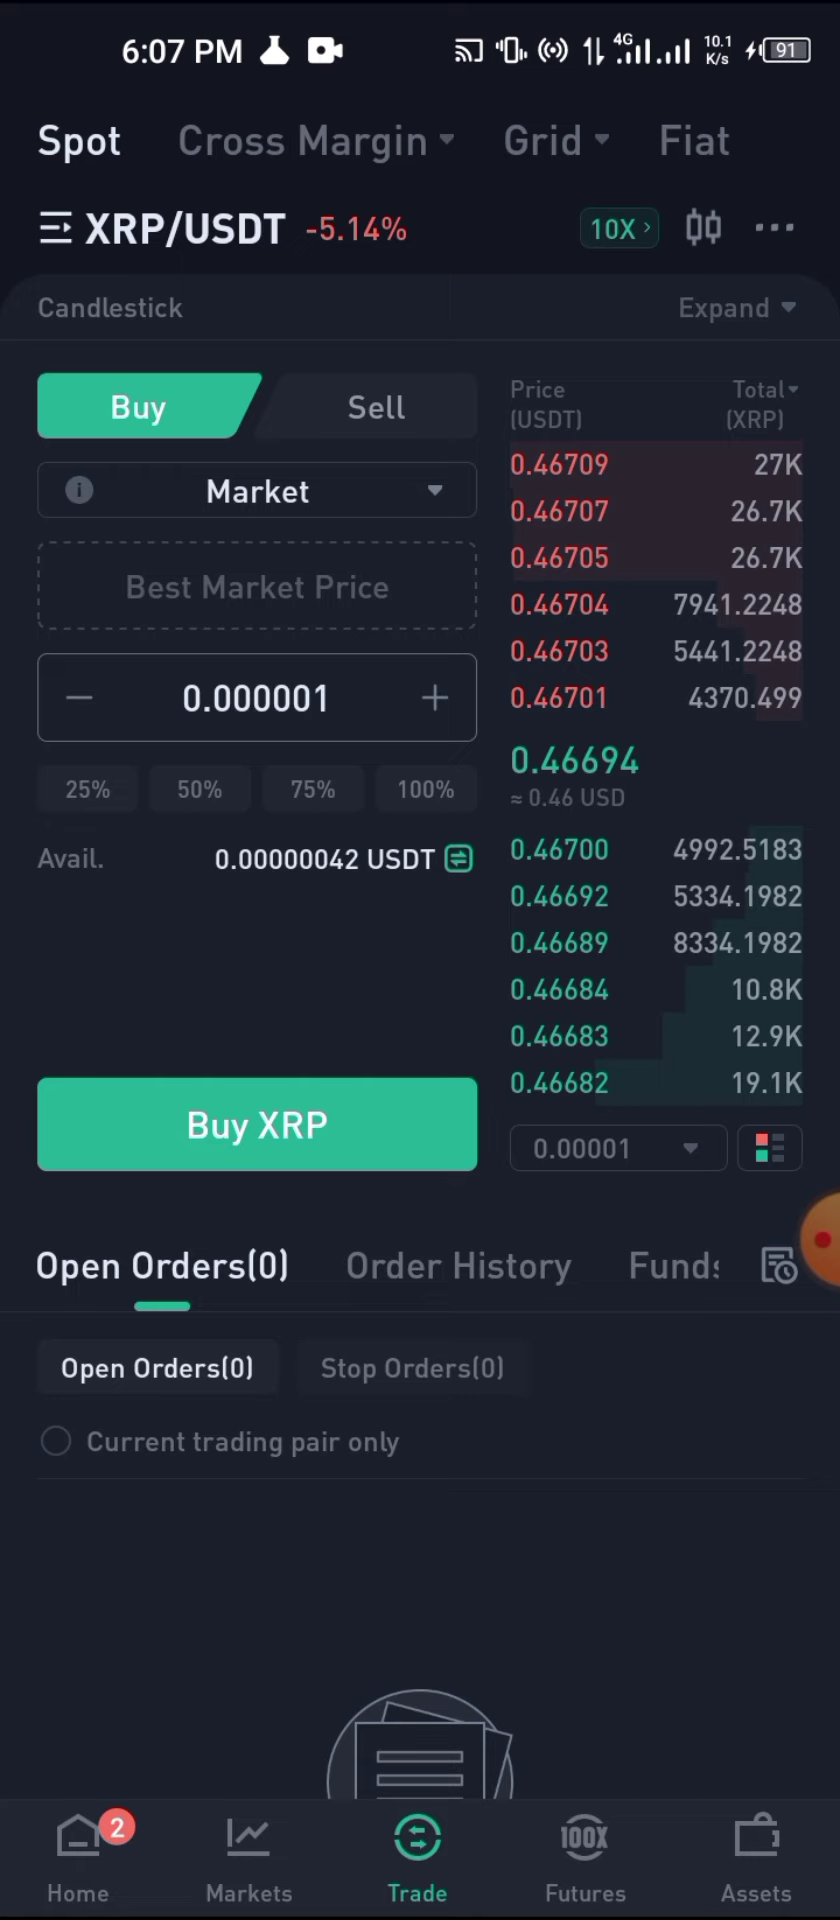 6:07 PM
4G
10.1
K/s
91
Spot Cross Margin Grid Fiat
XRP/USDT -5.14% 10X ›
Candlestick Expand
Buy Sell
Market
Best Market Price
0.000001
25% 50% 75% 100%
Avail. 0.00000042 USDT
Buy XRP
Price Total
(USDT) (XRP)
0.46709 27K
0.46707 26.7K
0.46705 26.7K
0.46704 7941.2248
0.46703 5441.2248
0.46701 4370.499
0.46694
≈ 0.46 USD
0.46700 4992.5183
0.46692 5334.1982
0.46689 8334.1982
0.46684 10.8K
0.46683 12.9K
0.46682 19.1K
0.00001
Open Orders(0) Order History Funds
Open Orders(0) Stop Orders(0)
Current trading pair only
2
100X
Home Markets Trade Futures Assets